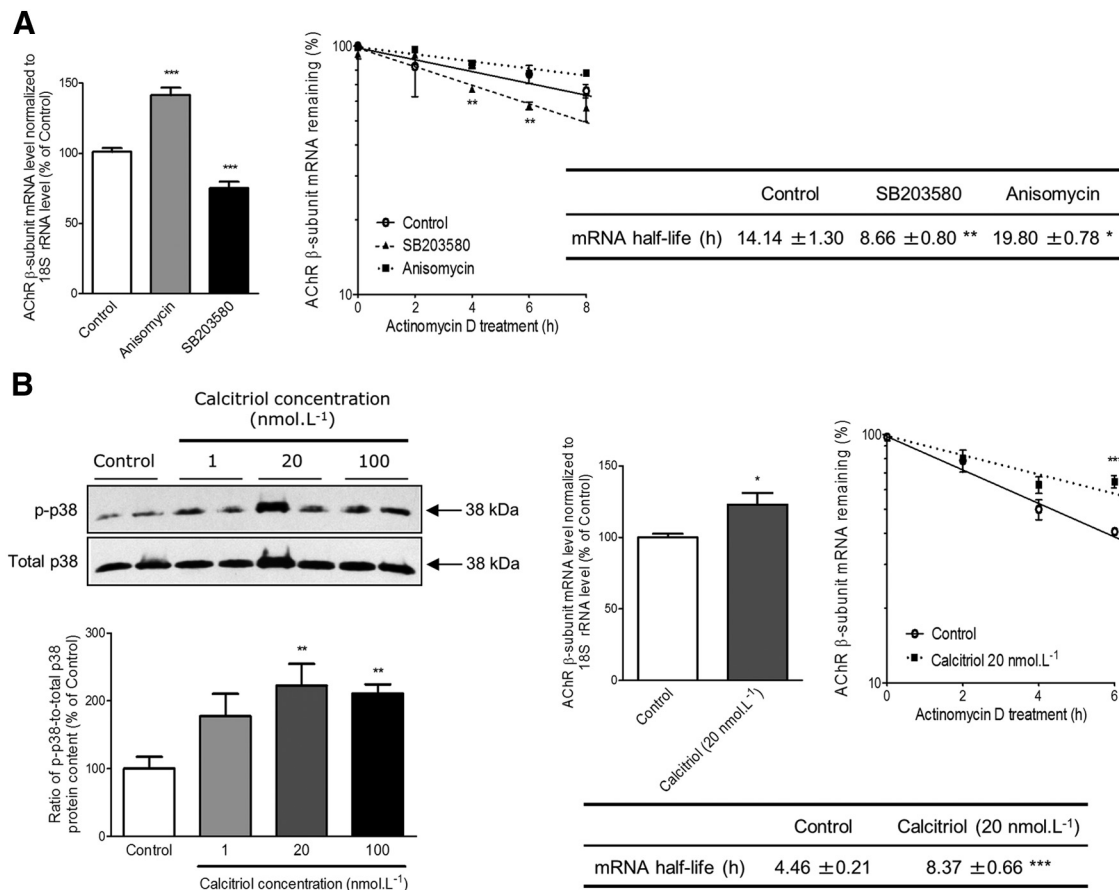 A
AChR β-subunit mRNA level normalized to
18S rRNA level (% of Control)
150
100
50
0
***
***
Control
Anisomycin
SB203580
AChR β-subunit mRNA remaining (%)
100
10
**
**
Control
SB203580
Anisomycin
0 2 4 6 8
Actinomycin D treatment (h)
Control SB203580 Anisomycin
mRNA half-life (h) 14.14 ±1.30 8.66 ±0.80 ** 19.80 ±0.78 *
B
Calcitriol concentration
(nmol.L-1)
Control 1 20 100
p-p38 38 kDa
Total p38 38 kDa
Ratio of p-p38-to-total p38
protein content (% of Control)
300
200
100
0
**
**
Control 1 20 100
Calcitriol concentration (nmol.L-1)
AChR β-subunit mRNA level normalized to
18S rRNA level (% of Control)
150
100
50
0
*
Control
Calcitriol (20 nmol.L-1)
AChR β-subunit mRNA remaining (%)
100
10
Control
Calcitriol 20 nmol.L-1
0 2 4 6
Actinomycin D treatment (h)
Control Calcitriol (20 nmol.L-1)
mRNA half-life (h) 4.46 ±0.21 8.37 ±0.66 ***